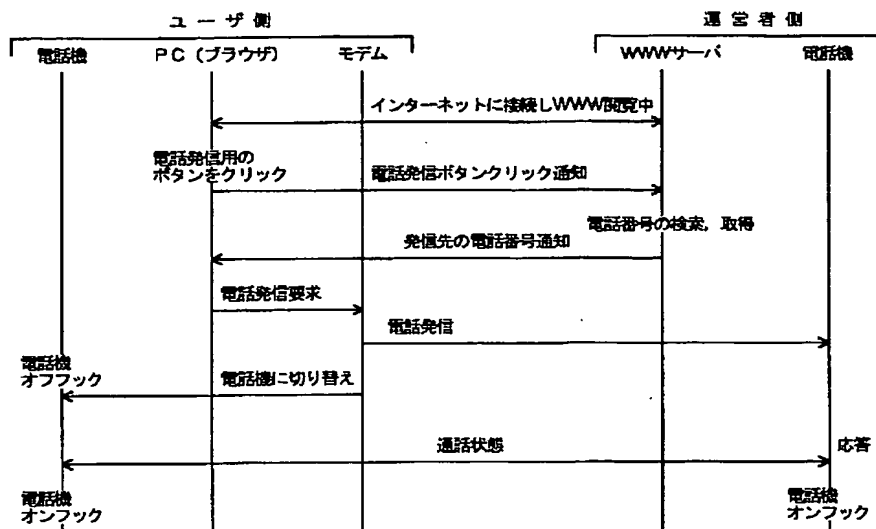 ユーザ側
運営者側
電話機
PC(ブラウザ)
モデム
WWWサーバ
電話機
インターネットに接続しWWW閲覧中
電話発信用の
ボタンをクリック
電話発信ボタンクリック通知
電話番号の検索, 取得
発信先の電話番号通知
電話発信要求
電話発信
電話機
オフフック
電話機に切り替え
通話状態
応答
電話機
オンフック
電話機
オンフック